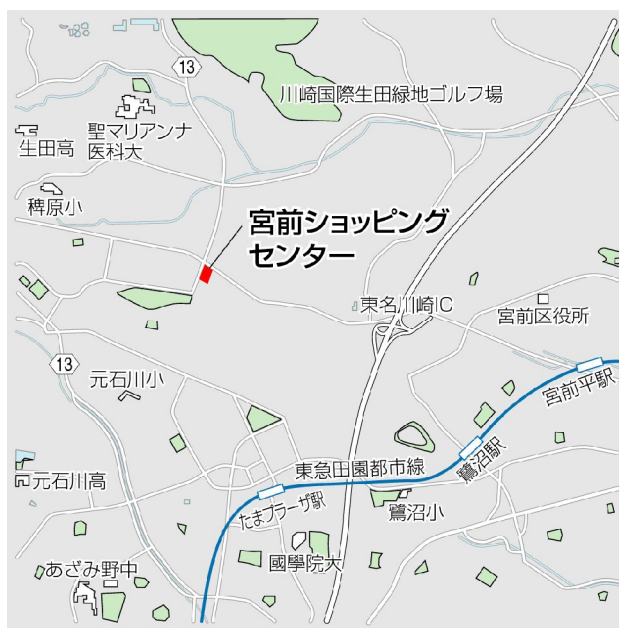 13
川崎国際生田緑地ゴルフ場
聖マリアンナ
医科大
生田高
稗原小
宮前ショッピング
センター
東名川崎IC
宮前区役所
13
元石川小
宮前平駅
鷺沼駅
東急田園都市線
元石川高
たまプラーザ駅
鷺沼小
國學院大
あざみ野中